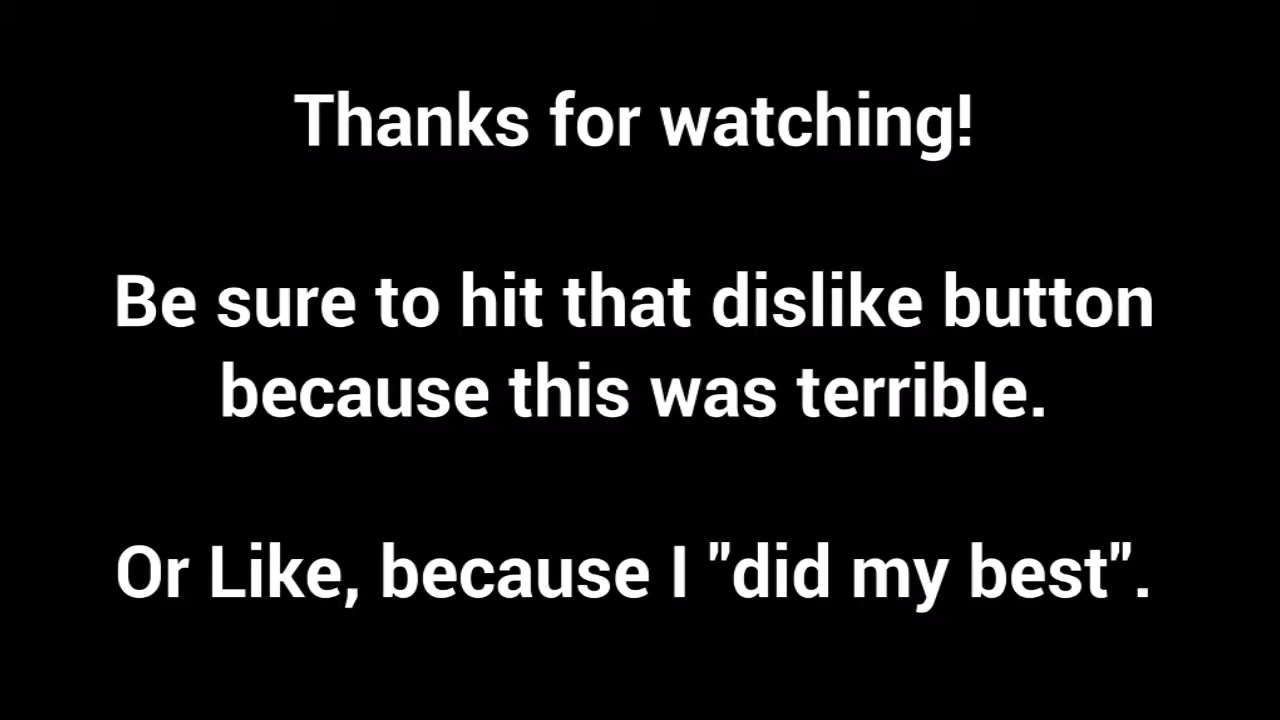 Thanks for watching!
Be sure to hit that dislike button
because this was terrible.
Or Like, because I "did my best".